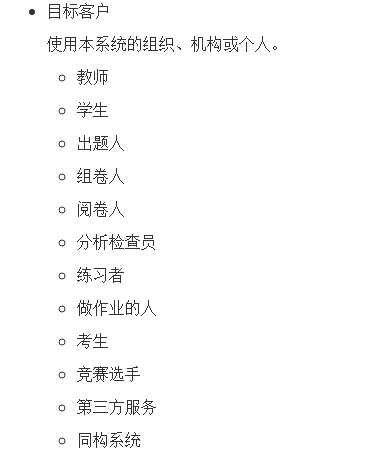 目标客户
使用本系统的组织、机构或个人。
教师
学生
出题人
组卷人
阅卷人
分析检查员
练习者
做作业的人
考生
竞赛选手
第三方服务
同构系统